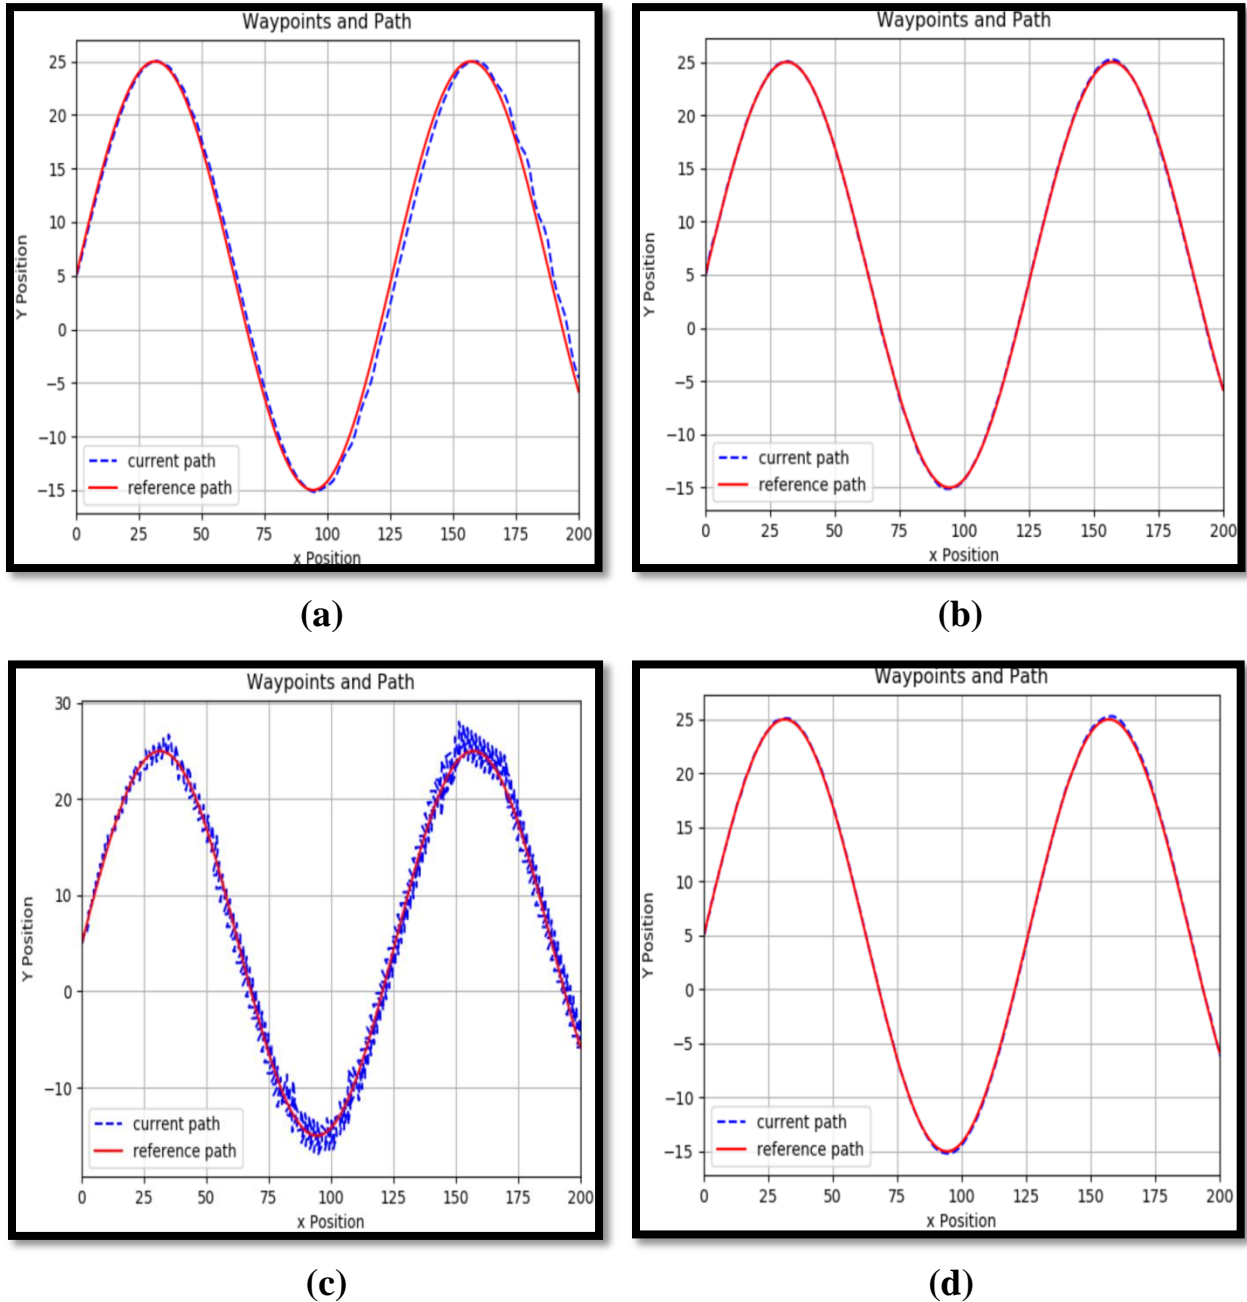 Waypoints and Path
25
20
15
10
5
0
−5
−10
−15
Y Position
current path
reference path
0 25 50 75 100 125 150 175 200
x Position
(a)
Waypoints and Path
25
20
15
10
5
0
−5
−10
−15
Y Position
current path
reference path
0 25 50 75 100 125 150 175 200
x Position
(b)
Waypoints and Path
30
20
10
0
−10
Y Position
current path
reference path
0 25 50 75 100 125 150 175 200
x Position
(c)
Waypoints and Path
25
20
15
10
5
0
−5
−10
−15
Y Position
current path
reference path
0 25 50 75 100 125 150 175 200
x Position
(d)